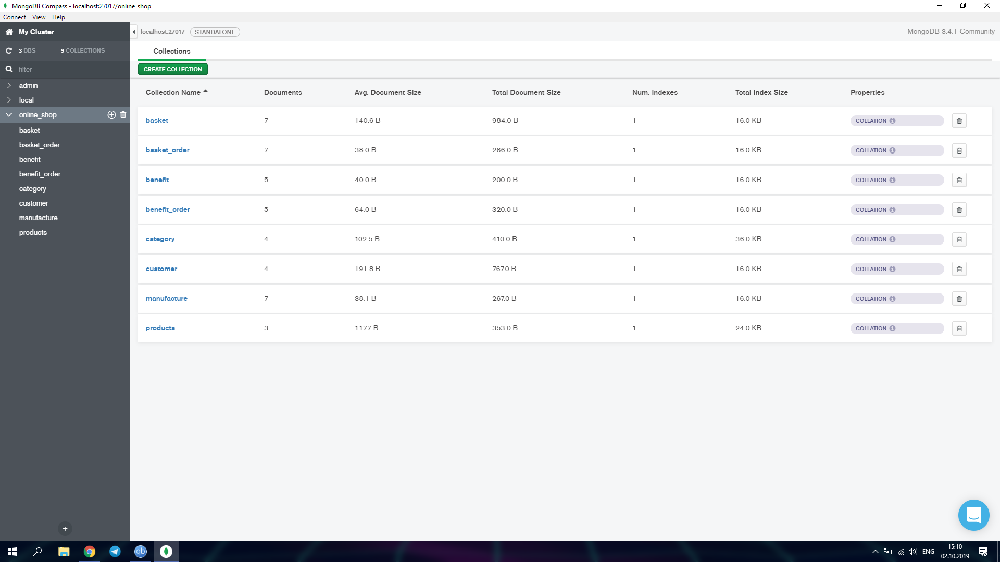 MongoDB Compass - localhost:27017/online_shop
Connect View Help
My Cluster
localhost:27017 STANDALONE
MongoDB 3.4.1 Community
3 DBS 9 COLLECTIONS
filter
admin
local
online_shop
basket
basket_order
benefit
benefit_order
category
customer
manufacture
products
Collections
CREATE COLLECTION
Collection Name Documents Avg. Document Size Total Document Size Num. Indexes Total Index Size Properties
basket 7 140.6 B 984.0 B 1 16.0 KB COLLATION
basket_order 7 38.0 B 266.0 B 1 16.0 KB COLLATION
benefit 5 40.0 B 200.0 B 1 16.0 KB COLLATION
benefit_order 5 64.0 B 320.0 B 1 16.0 KB COLLATION
category 4 102.5 B 410.0 B 1 36.0 KB COLLATION
customer 4 191.8 B 767.0 B 1 16.0 KB COLLATION
manufacture 7 38.1 B 267.0 B 1 16.0 KB COLLATION
products 3 117.7 B 353.0 B 1 24.0 KB COLLATION
qb
ENG
15:10
02.10.2019